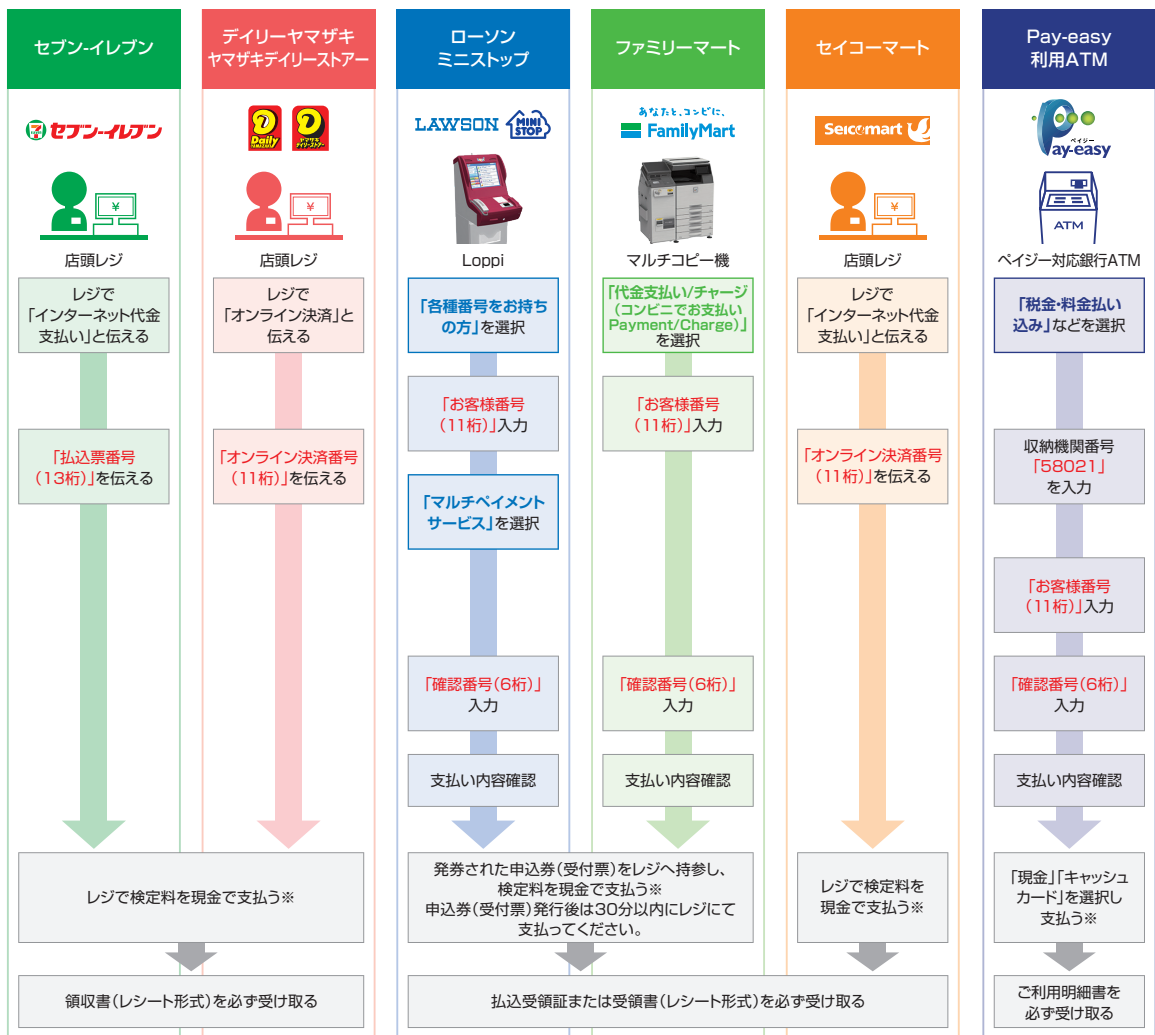 セブン-イレブン
デイリーヤマザキ
ヤマザキデイリーストアー
ローソン
ミニストップ
ファミリーマート
セイコーマート
Pay-easy
利用ATM
セブン-イレブン
Daily
YAMAZAKI
ヤマザキ
デイリーストアー
LAWSON
MINI
STOP
あなたと、コンビに、
FamilyMart
Seicomart
ペイジー
Pay-easy
¥
¥
¥
ATM
店頭レジ
店頭レジ
Loppi
マルチコピー機
店頭レジ
ペイジー対応銀行ATM
レジで
「インターネット代金
支払い」と伝える
「払込票番号
(13桁)」を伝える
レジで
「オンライン決済」と
伝える
「オンライン決済番号
(11桁)」を伝える
「各種番号をお持ち
の方」を選択
「お客様番号
(11桁)」入力
「マルチペイメント
サービス」を選択
「確認番号(6桁)」
入力
支払い内容確認
「代金支払い/チャージ
(コンビニでお支払い
Payment/Charge)」
を選択
「お客様番号
(11桁)」入力
「確認番号(6桁)」
入力
支払い内容確認
レジで
「インターネット代金
支払い」と伝える
「オンライン決済番号
(11桁)」を伝える
「税金・料金払い
込み」などを選択
収納機関番号
「58021」
を入力
「お客様番号
(11桁)」入力
「確認番号(6桁)」
入力
支払い内容確認
レジで検定料を現金で支払う※
発券された申込券(受付票)をレジへ持参し、
検定料を現金で支払う※
申込券(受付票)発行後は30分以内にレジにて
支払ってください。
レジで検定料を
現金で支払う※
「現金」「キャッシュ
カード」を選択し
支払う※
領収書(レシート形式)を必ず受け取る
払込受領証または受領書(レシート形式)を必ず受け取る
ご利用明細書を
必ず受け取る